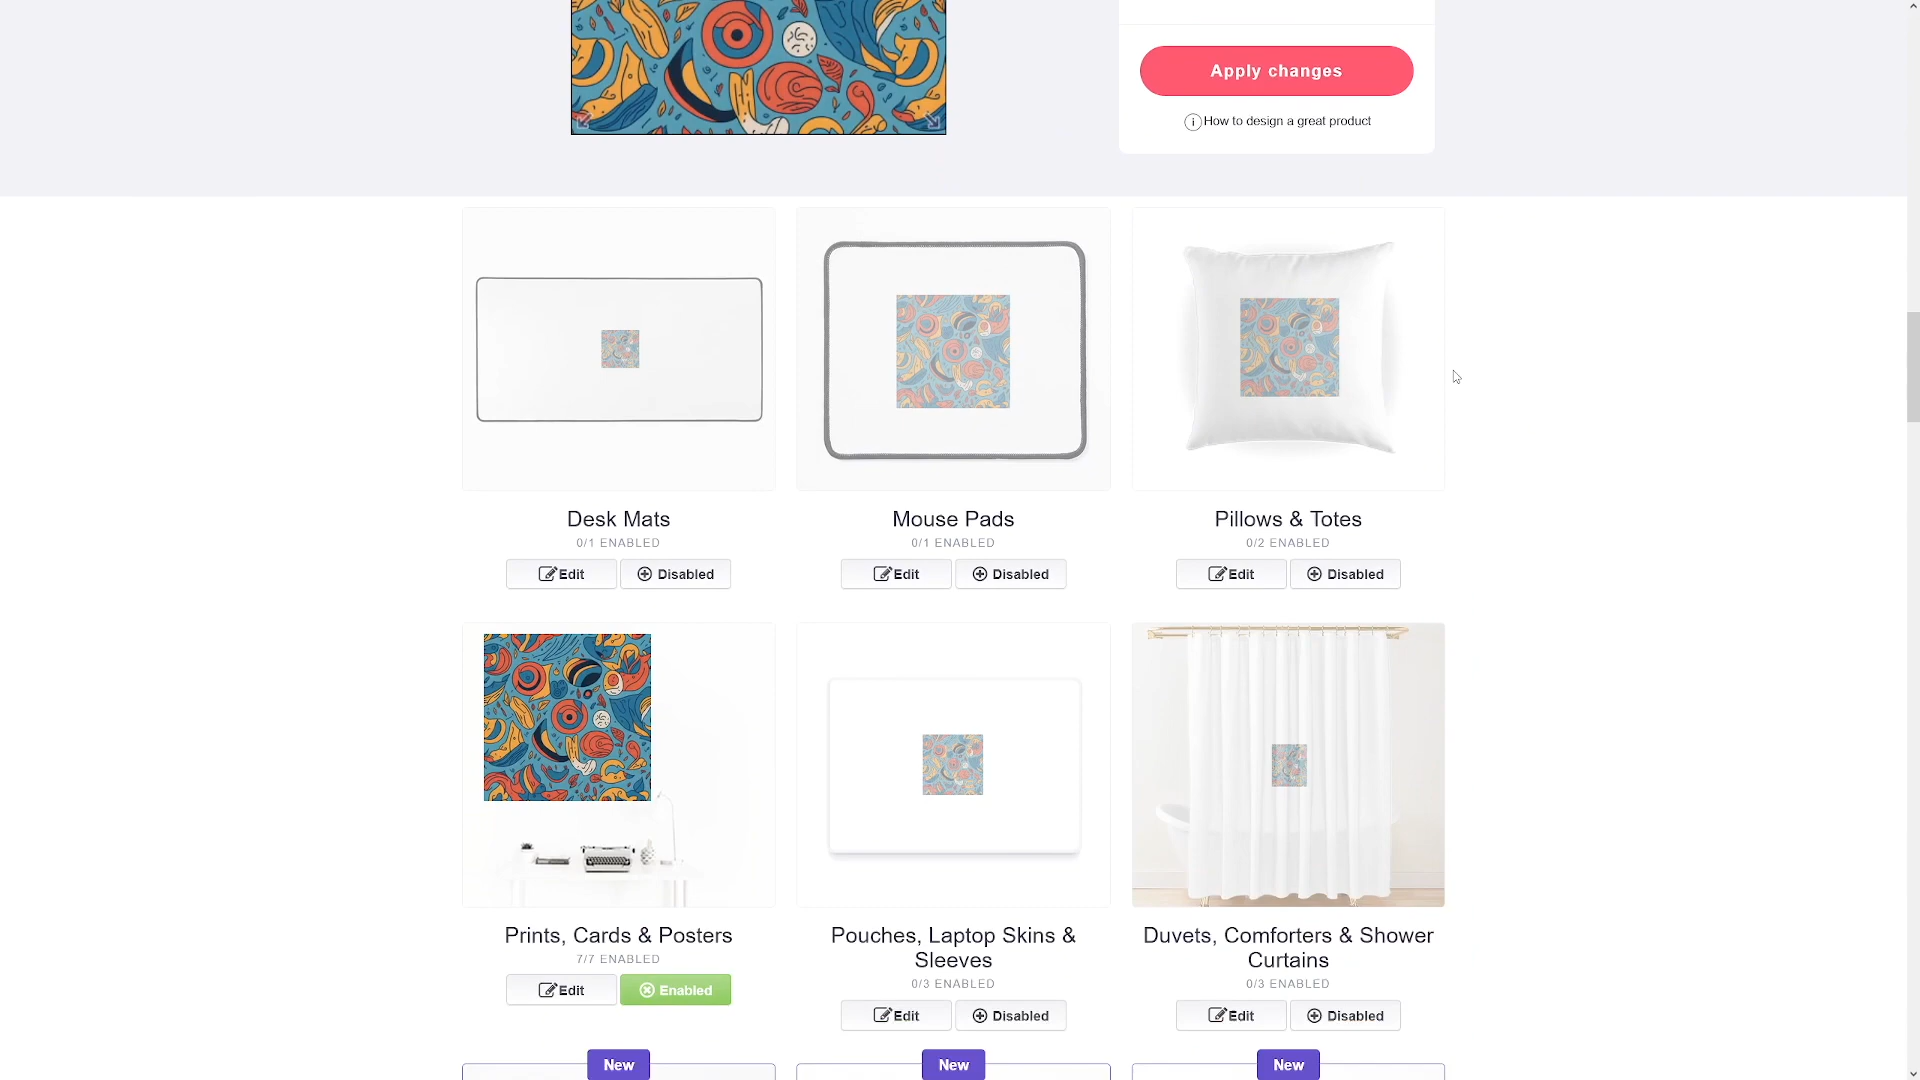 Apply changes
How to design a great product
Desk Mats
0/1 ENABLED
Edit
Disabled
Mouse Pads
0/1 ENABLED
Edit
Disabled
Pillows & Totes
0/2 ENABLED
Edit
Disabled
Prints, Cards & Posters
7/7 ENABLED
Edit
Enabled
Pouches, Laptop Skins &
Sleeves
0/3 ENABLED
Edit
Disabled
Duvets, Comforters & Shower
Curtains
0/3 ENABLED
Edit
Disabled
New
New
New